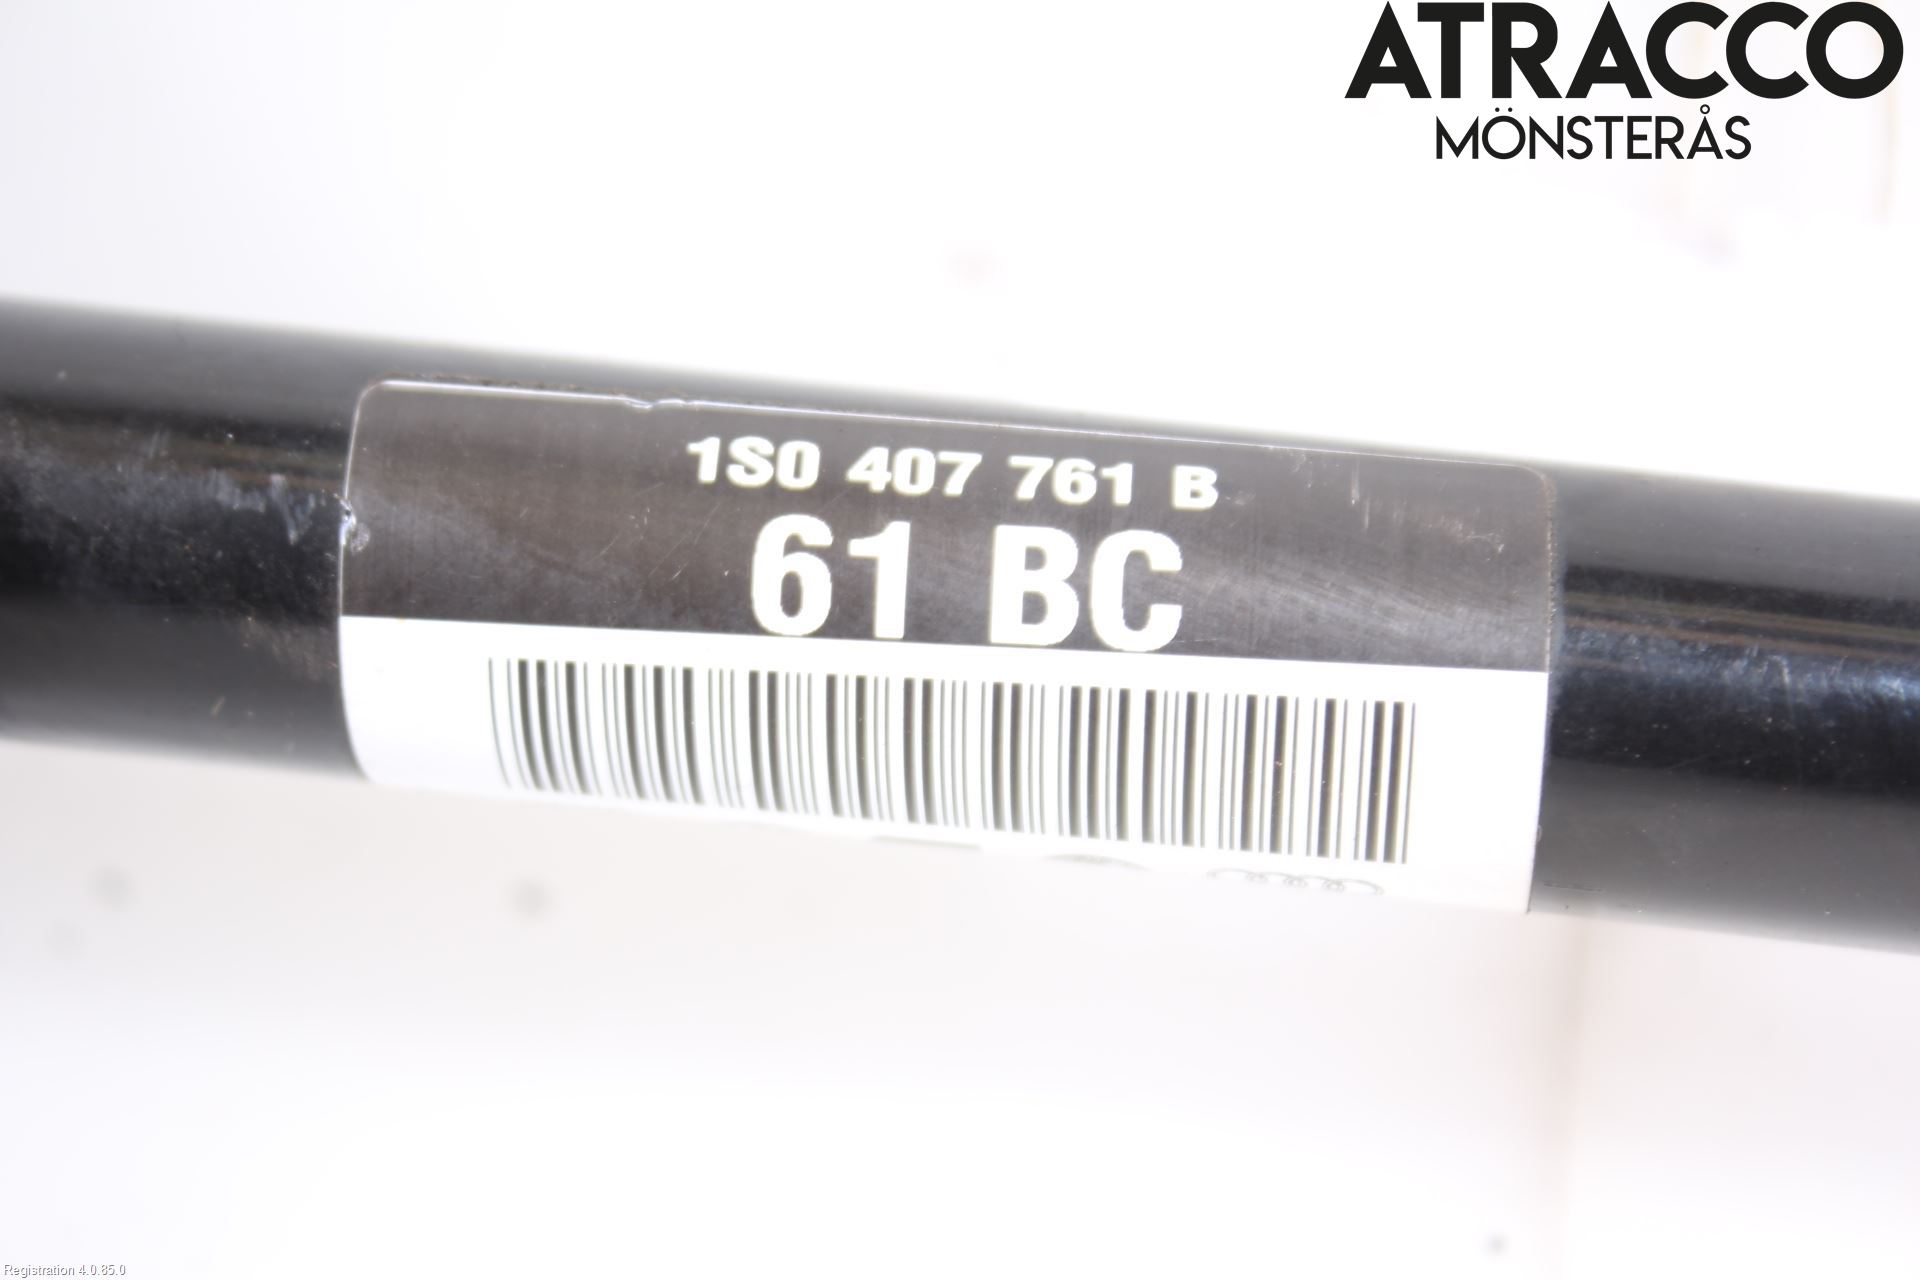 ATRACCO
MÖNSTERÅS
1S0 407 761 B
61 BC
Registration 4.0.85.0